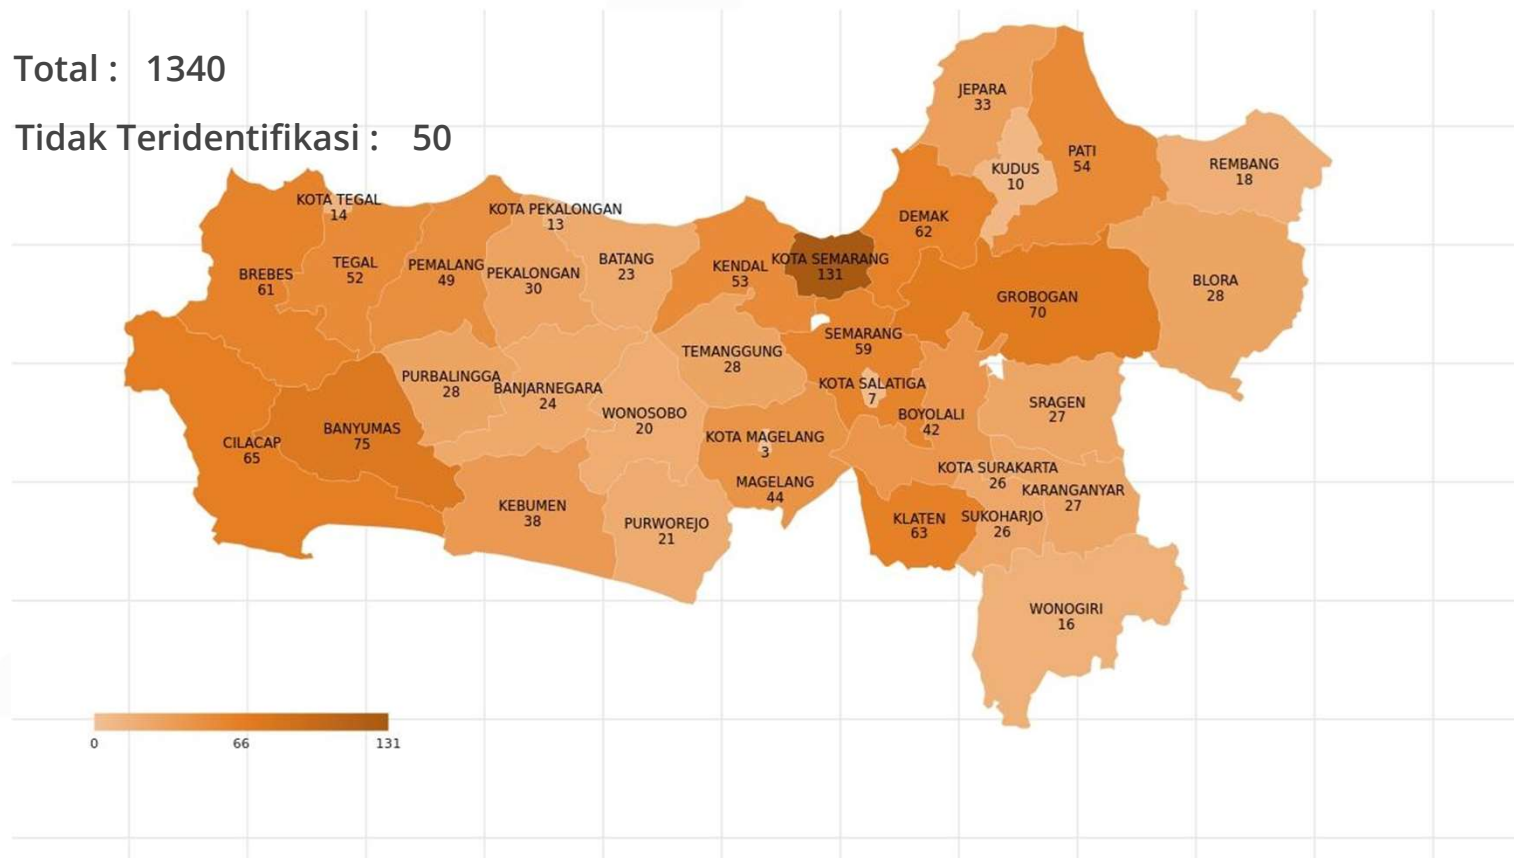 Total : 1340
Tidak Teridentifikasi : 50
JEPARA
33
KUDUS
10
PATI
54
REMBANG
18
KOTA TEGAL
14
KOTA PEKALONGAN
13
DEMAK
62
BREBES
61
TEGAL
52
PEMALANG
49
PEKALONGAN
30
BATANG
23
KENDAL
53
KOTA SEMARANG
131
GROBOGAN
70
BLORA
28
SEMARANG
59
TEMANGGUNG
28
PURBALINGGA
28
BANJARNEGARA
24
KOTA SALATIGA
7
WONOSOBO
20
BOYOLALI
42
SRAGEN
27
CILACAP
65
BANYUMAS
75
KOTA MAGELANG
3
KOTA SURAKARTA
26
MAGELANG
44
KARANGANYAR
27
KEBUMEN
38
PURWOREJO
21
KLATEN
63
SUKOHARJO
26
WONOGIRI
16
0 66 131